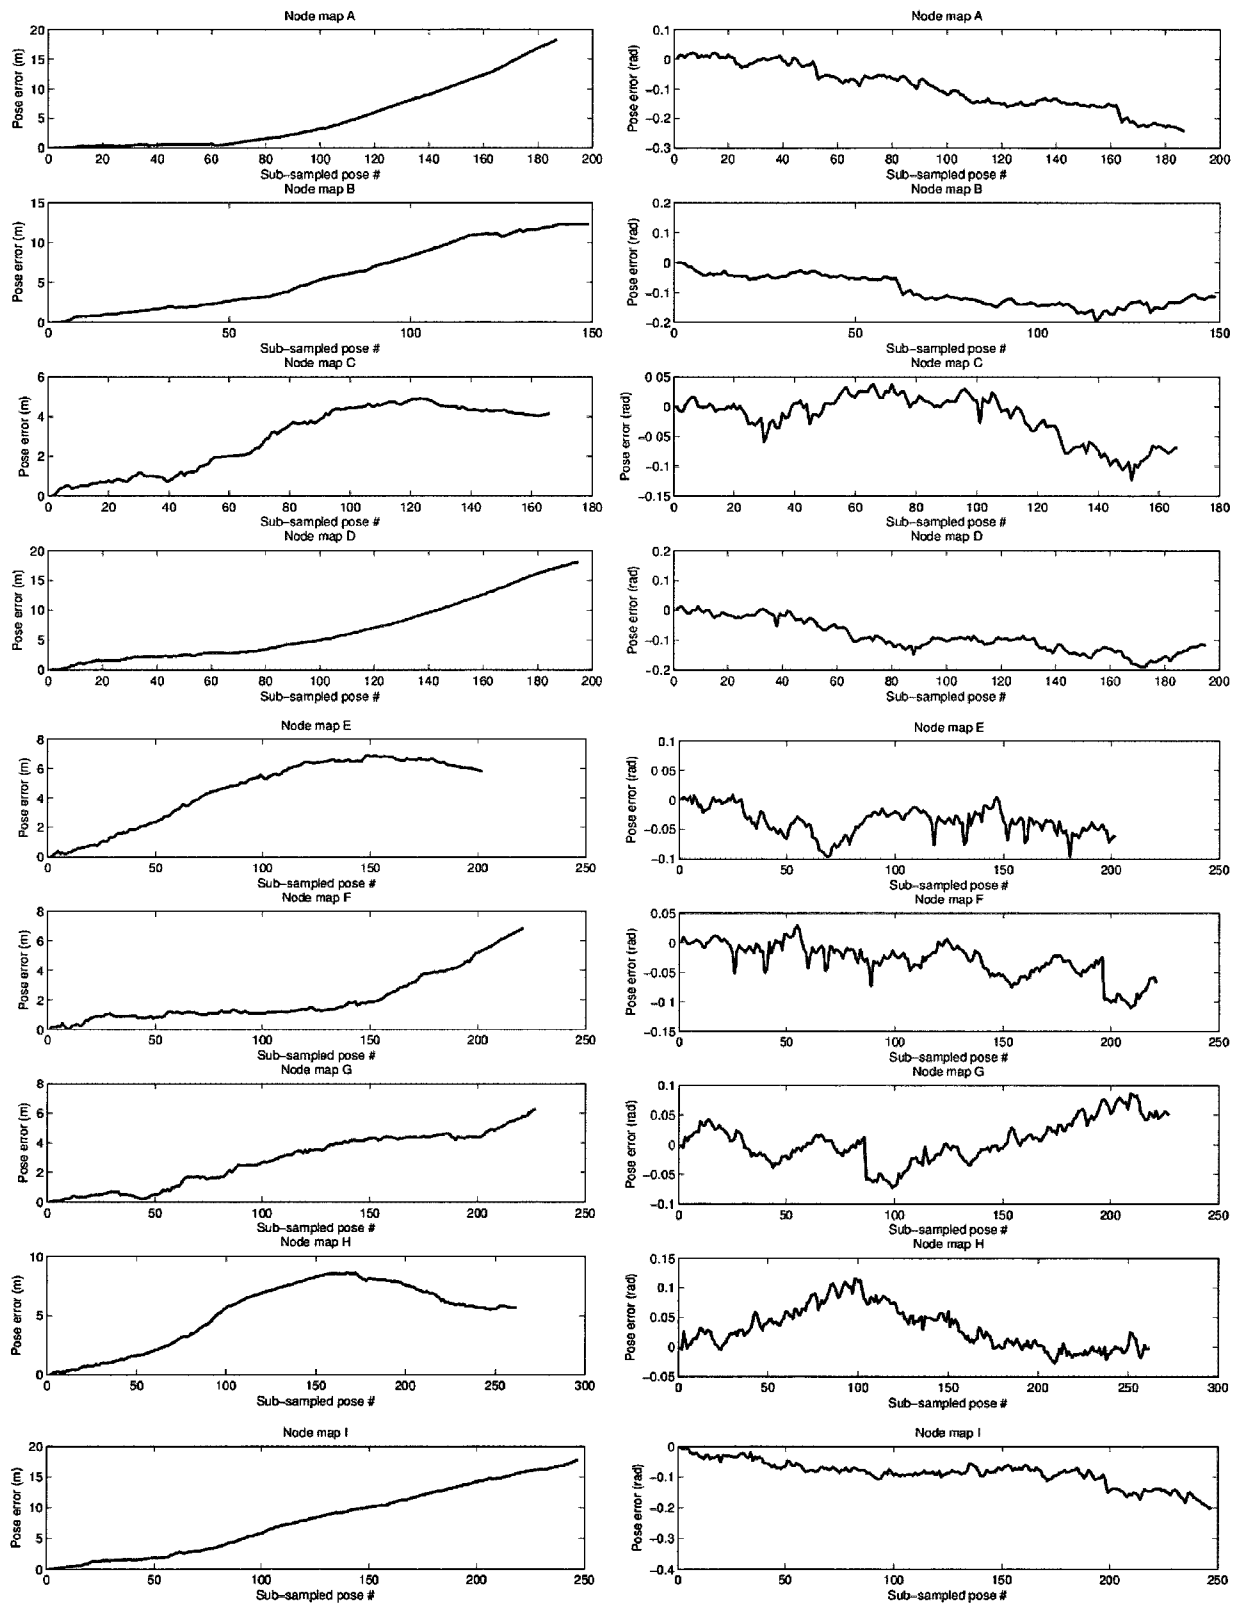 Node map A
Pose error (m)
20
15
10
5
0
0 20 40 60 80 100 120 140 160 180 200
Sub-sampled pose #
Node map A
Pose error (rad)
0.1
0
-0.1
-0.2
-0.3
0 20 40 60 80 100 120 140 160 180 200
Sub-sampled pose #
Node map B
Pose error (m)
15
10
5
0
0 50 100 150
Sub-sampled pose #
Node map B
Pose error (rad)
0.2
0.1
0
-0.1
-0.2
0 50 100 150
Sub-sampled pose #
Node map C
Pose error (m)
6
4
2
0
0 20 40 60 80 100 120 140 160 180
Sub-sampled pose #
Node map C
Pose error (rad)
0.05
0
-0.05
-0.1
-0.15
0 20 40 60 80 100 120 140 160 180
Sub-sampled pose #
Node map D
Pose error (m)
20
15
10
5
0
0 20 40 60 80 100 120 140 160 180 200
Sub-sampled pose #
Node map D
Pose error (rad)
0.2
0.1
0
-0.1
-0.2
0 20 40 60 80 100 120 140 160 180 200
Sub-sampled pose #
Node map E
Pose error (m)
8
6
4
2
0
0 50 100 150 200 250
Sub-sampled pose #
Node map E
Pose error (rad)
0.1
0.05
0
-0.05
-0.1
0 50 100 150 200 250
Sub-sampled pose #
Node map F
Pose error (m)
8
6
4
2
0
0 50 100 150 200 250
Sub-sampled pose #
Node map F
Pose error (rad)
0.05
0
-0.05
-0.1
-0.15
0 50 100 150 200 250
Sub-sampled pose #
Node map G
Pose error (m)
8
6
4
2
0
0 50 100 150 200 250
Sub-sampled pose #
Node map G
Pose error (rad)
0.1
0.05
0
-0.05
-0.1
0 50 100 150 200 250
Sub-sampled pose #
Node map H
Pose error (m)
10
5
0
0 50 100 150 200 250 300
Sub-sampled pose #
Node map H
Pose error (rad)
0.15
0.1
0.05
0
-0.05
0 50 100 150 200 250 300
Sub-sampled pose #
Node map I
Pose error (m)
20
15
10
5
0
0 50 100 150 200 250
Sub-sampled pose #
Node map I
Pose error (rad)
0
-0.1
-0.2
-0.3
-0.4
0 50 100 150 200 250
Sub-sampled pose #